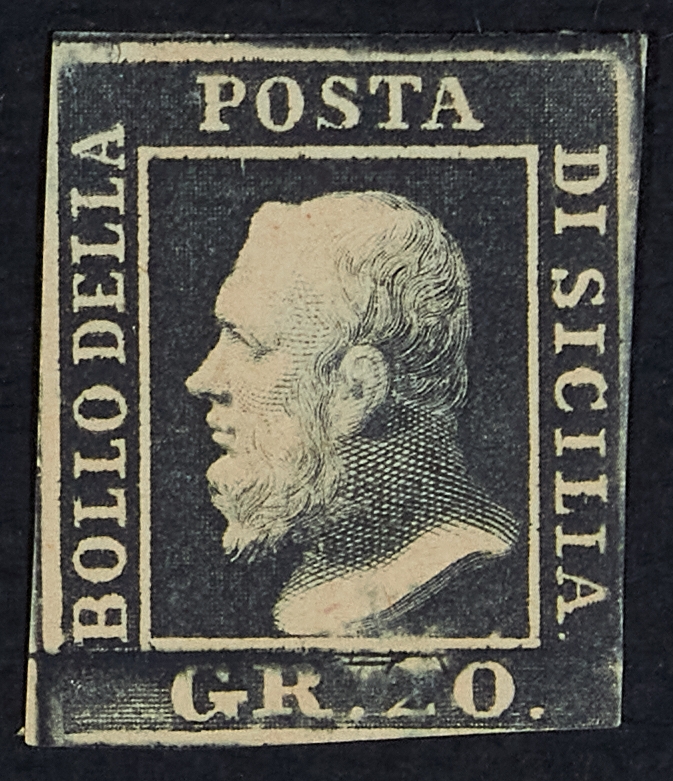 BOLLO DELLA
POSTA
DI SICILIA.
GR. 20.